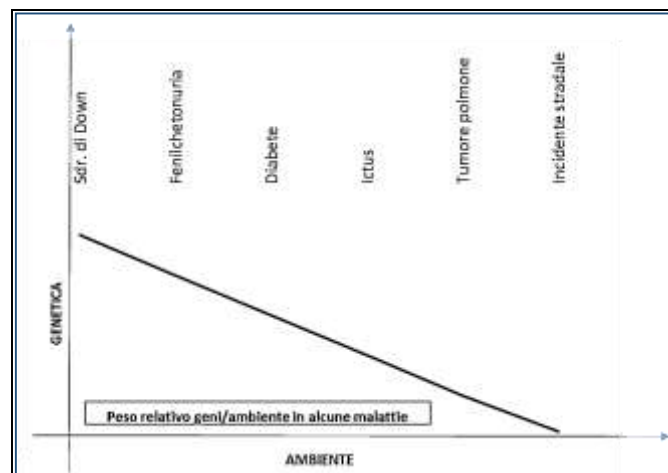 Sdr. di Down
Fenilchetonuria
Diabete
Ictus
Tumore polmone
Incidente stradale
GENETICA
Peso relativo geni/ambiente in alcune malattie
AMBIENTE